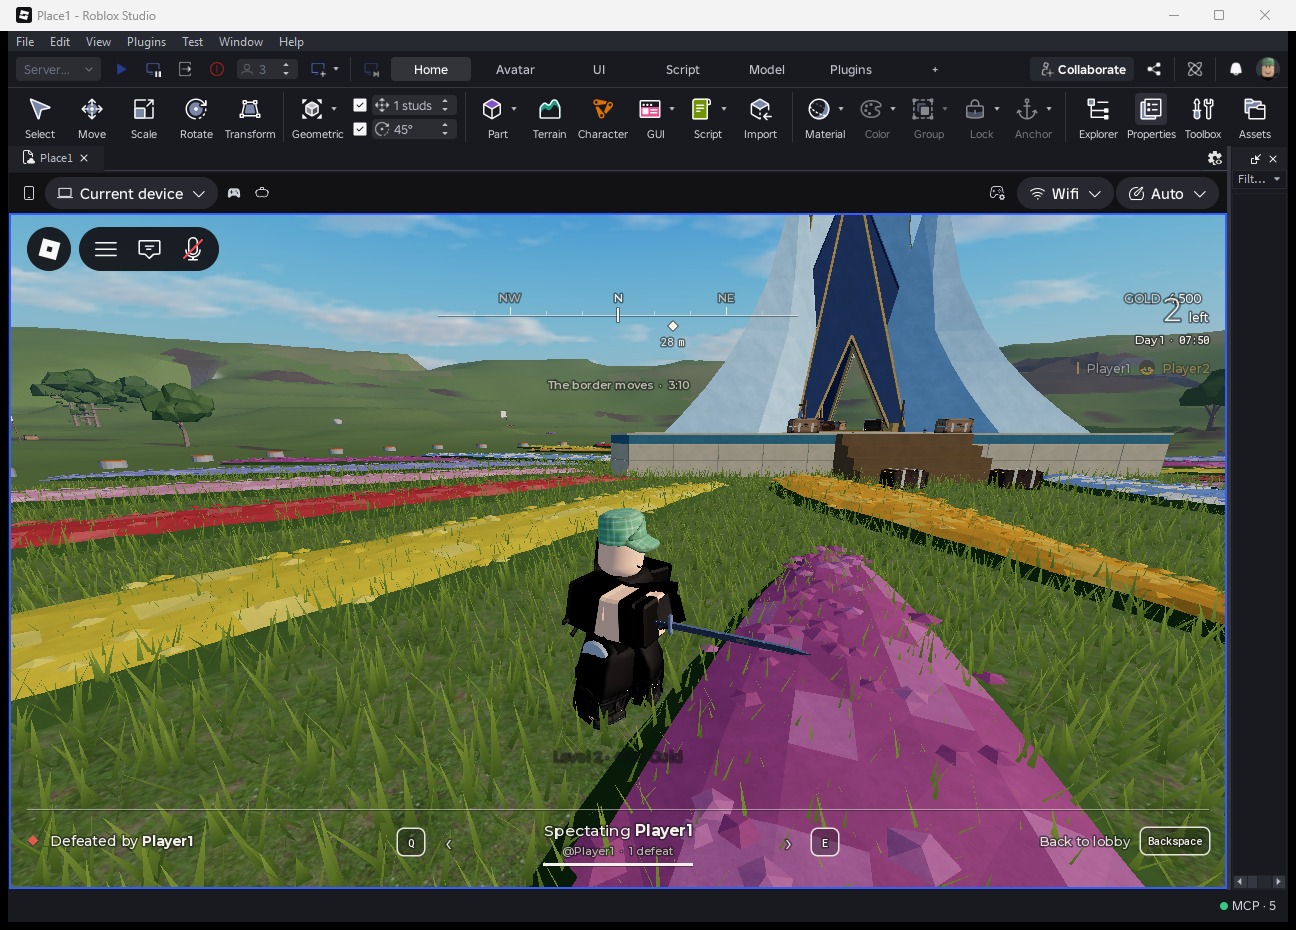 Place1 - Roblox Studio
File Edit View Plugins Test Window Help
Server... 3 Home Avatar UI Script Model Plugins + Collaborate
1 studs
45°
Select Move Scale Rotate Transform Geometric Part Terrain Character GUI Script Import Material Color Group Lock Anchor Explorer Properties Toolbox Assets
Place1
Filt...
Current device Wifi Auto
NW N NE
28 m
GOLD
500
2 left
Day 1 · 07:50
Player1 Player2
The border moves · 3:10
Level 2
Defeated by Player1
Q ‹ Spectating Player1 › E
@Player1 · 1 defeat
Back to lobby Backspace
MCP · 5